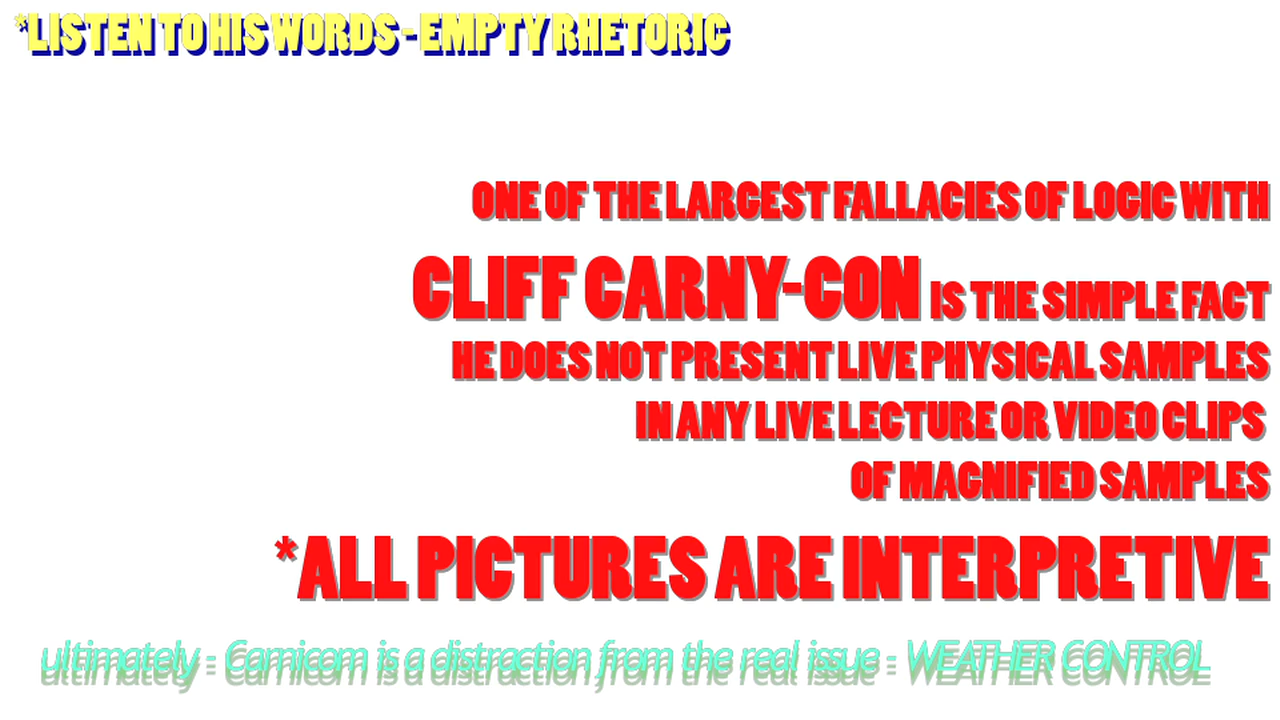 *LISTEN TO HIS WORDS - EMPTY RHETORIC
ONE OF THE LARGEST FALLACIES OF LOGIC WITH
CLIFF CARNY-CON IS THE SIMPLE FACT
HE DOES NOT PRESENT LIVE PHYSICAL SAMPLES
IN ANY LIVE LECTURE OR VIDEO CLIPS
OF MAGNIFIED SAMPLES
*ALL PICTURES ARE INTERPRETIVE
ultimately - Carnicom is a distraction from the real issue - WEATHER CONTROL